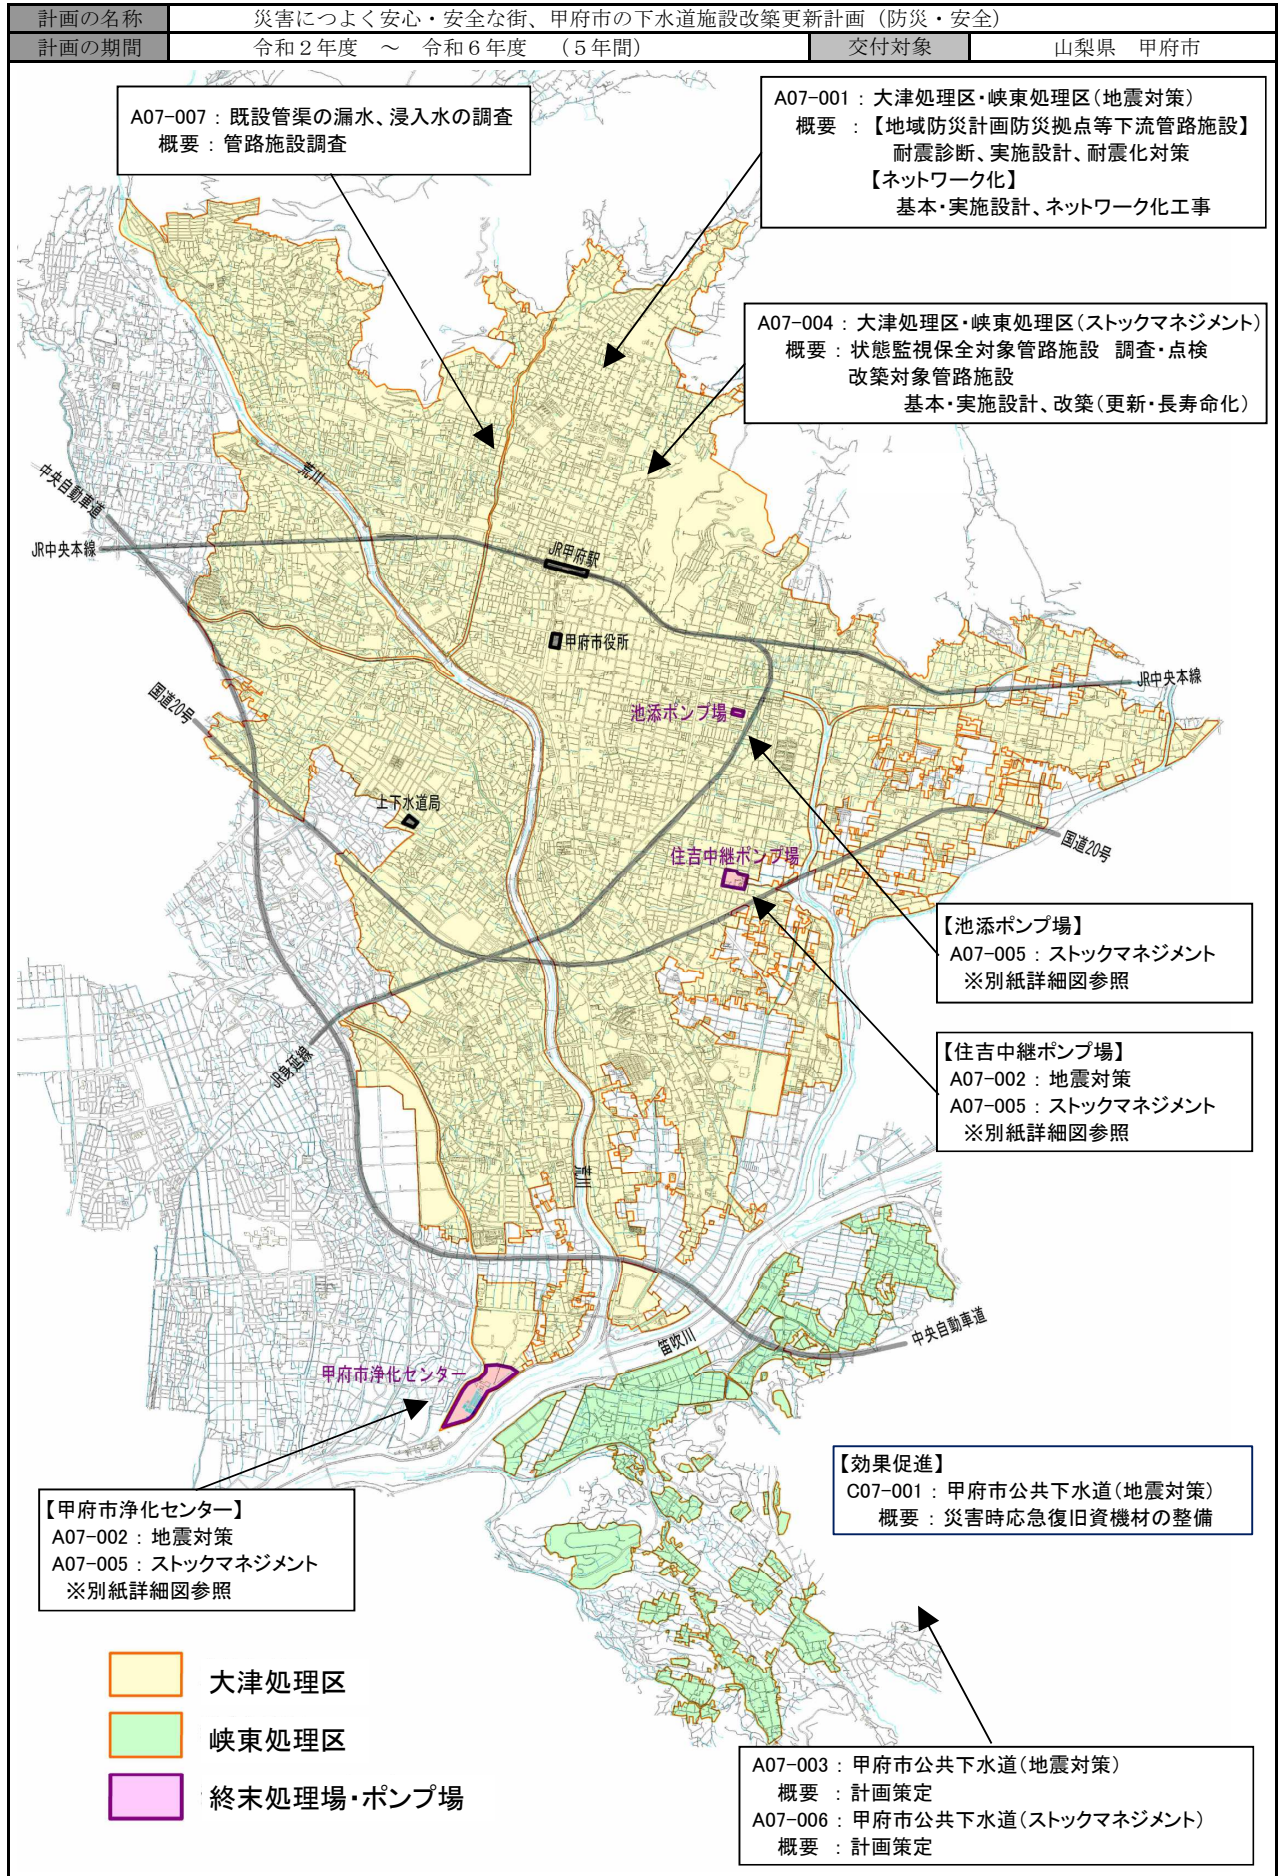 計画の名称　災害につよく安心・安全な街、甲府市の下水道施設改築更新計画（防災・安全）
計画の期間　令和２年度　～　令和６年度　（５年間）　交付対象　山梨県　甲府市
A07-007：既設管渠の漏水、浸入水の調査
概要：管路施設調査
A07-001：大津処理区・峡東処理区（地震対策）
概要：【地域防災計画防災拠点等下流管路施設】
耐震診断、実施設計、耐震化対策
【ネットワーク化】
基本・実施設計、ネットワーク化工事
A07-004：大津処理区・峡東処理区（ストックマネジメント）
概要：状態監視保全対象管路施設　調査・点検
改築対象管路施設
基本・実施設計、改築（更新・長寿命化）
荒川
中央自動車道
JR中央本線
JR甲府駅
甲府市役所
JR中央本線
国道20号
池添ポンプ場
上下水道局
国道20号
住吉中継ポンプ場
【池添ポンプ場】
A07-005：ストックマネジメント
※別紙詳細図参照
JR身延線
【住吉中継ポンプ場】
A07-002：地震対策
A07-005：ストックマネジメント
※別紙詳細図参照
荒川
笛吹川
中央自動車道
甲府市浄化センター
【効果促進】
C07-001：甲府市公共下水道（地震対策）
概要：災害時応急復旧資機材の整備
【甲府市浄化センター】
A07-002：地震対策
A07-005：ストックマネジメント
※別紙詳細図参照
大津処理区
峡東処理区
終末処理場・ポンプ場
A07-003：甲府市公共下水道（地震対策）
概要：計画策定
A07-006：甲府市公共下水道（ストックマネジメント）
概要：計画策定